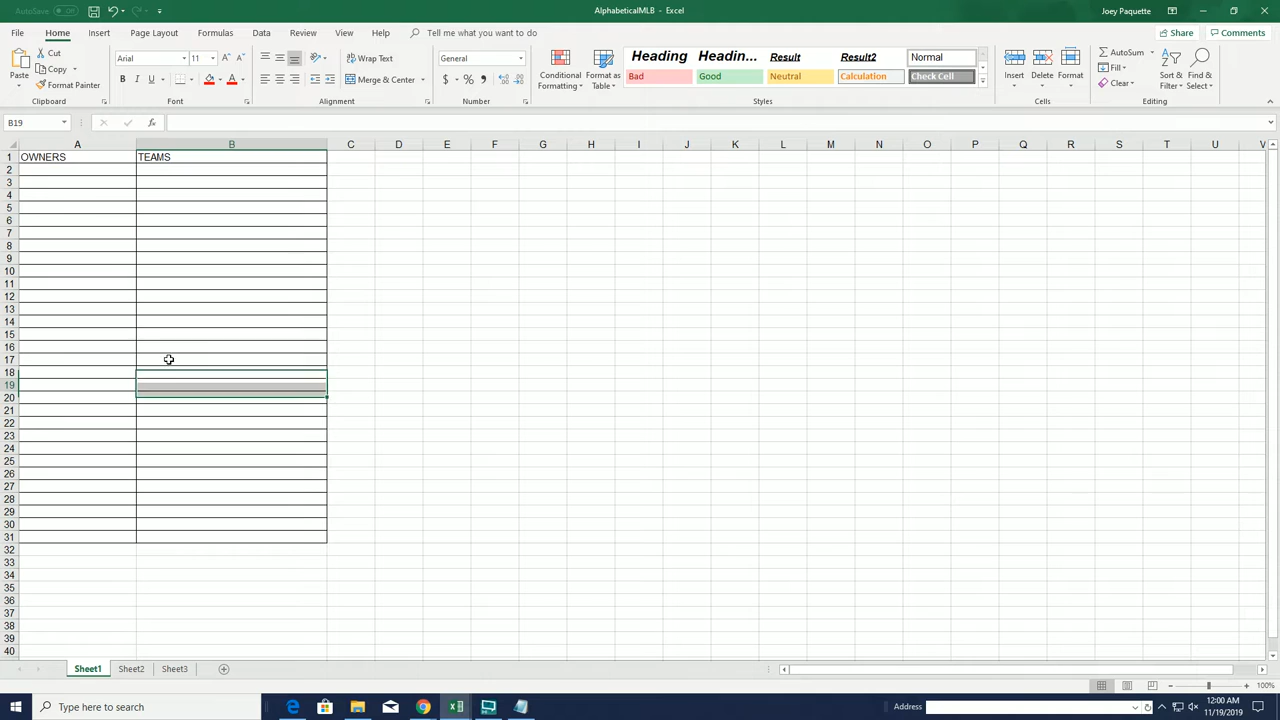 AutoSave Off
AlphabeticalMLB - Excel
Joey Paquette
File Home Insert Page Layout Formulas Data Review View Help Tell me what you want to do
Share Comments
Paste Cut Copy Format Painter
Arial 11
B I U A
Wrap Text
Merge & Center
General
$ % ,
Conditional Formatting Format as Table
Heading Headin... Result Result2 Normal
Bad Good Neutral Calculation Check Cell
Insert Delete Format
AutoSum Fill Clear
Sort & Filter Find & Select
Clipboard Font Alignment Number Styles Cells Editing
B19 fx
A B C D E F G H I J K L M N O P Q R S T U V
1 OWNERS TEAMS
2
3
4
5
6
7
8
9
10
11
12
13
14
15
16
17
18
19
20
21
22
23
24
25
26
27
28
29
30
31
32
33
34
35
36
37
38
39
40
Sheet1 Sheet2 Sheet3
100%
Type here to search
Address
12:00 AM
11/19/2019